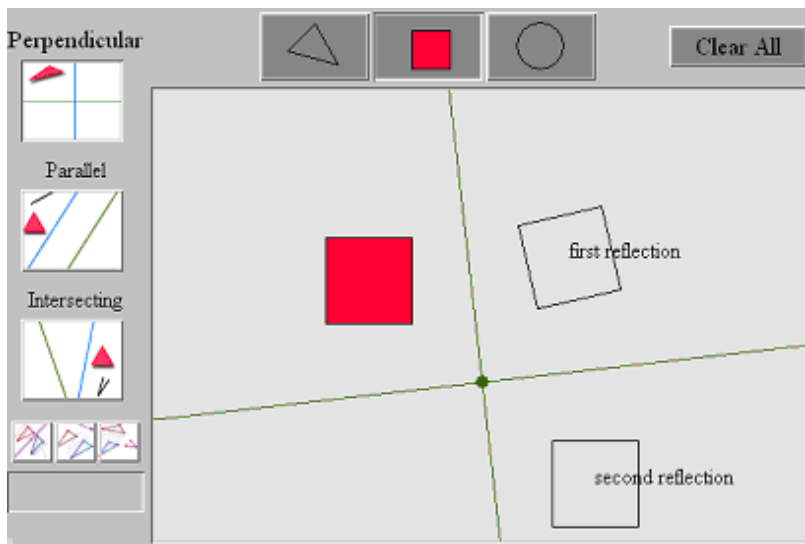 Perpendicular
Clear All
Parallel
first reflection
Intersecting
second reflection